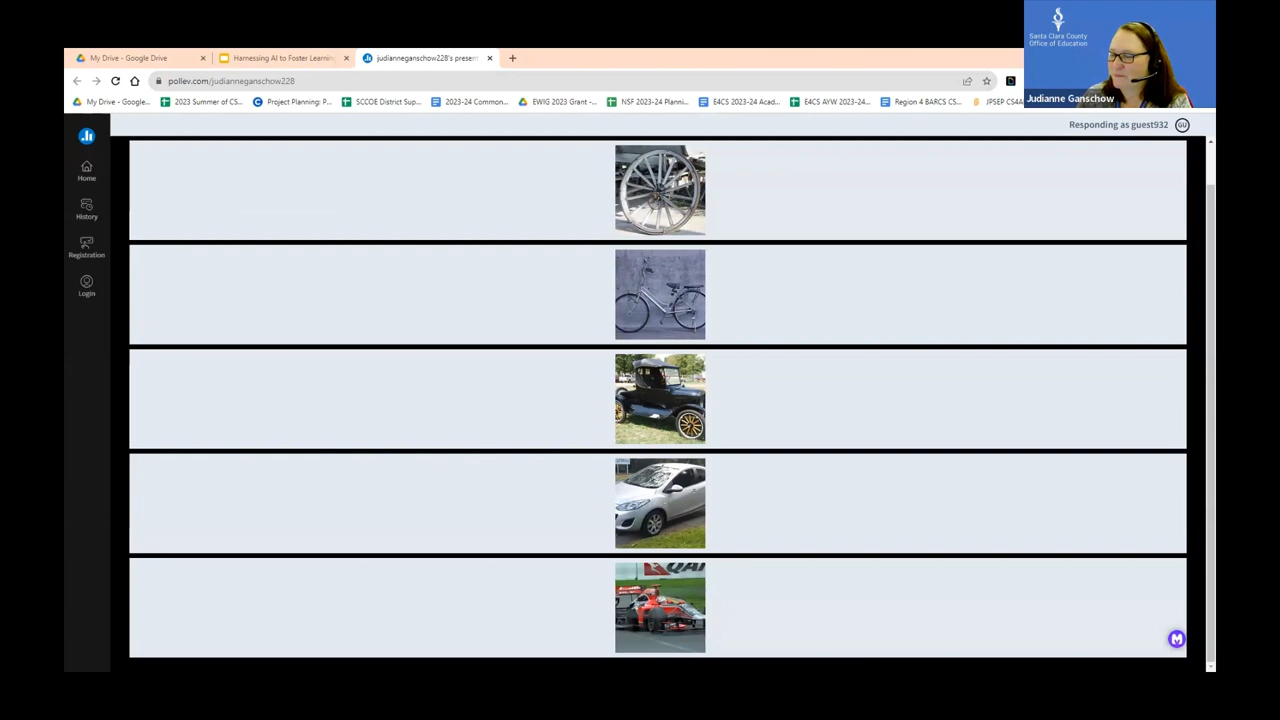 Santa Clara County
Office of Education
Judianne Ganschow
My Drive - Google Drive
Harnessing AI to Foster Learning
judianneganschow228's present
pollev.com/judianneganschow228
My Drive - Google...
2023 Summer of CS...
Project Planning: P...
SCCOE District Sup...
2023-24 Common...
EWIG 2023 Grant -...
NSF 2023-24 Planni...
E4CS 2023-24 Acad...
E4CS AYW 2023-24...
Region 4 BARCS CS...
JPSEP CS4A
Responding as guest932
GU
Home
History
Registration
Login
QAN